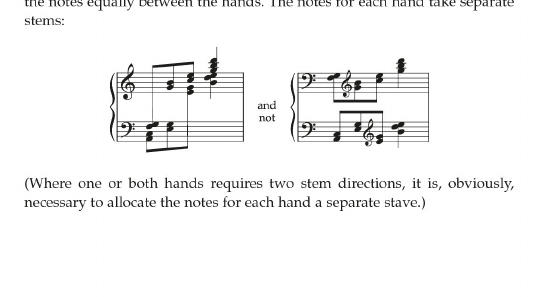 the notes equally between the hands. The notes for each hand take separate
stems:
and
not
(Where one or both hands requires two stem directions, it is, obviously,
necessary to allocate the notes for each hand a separate stave.)